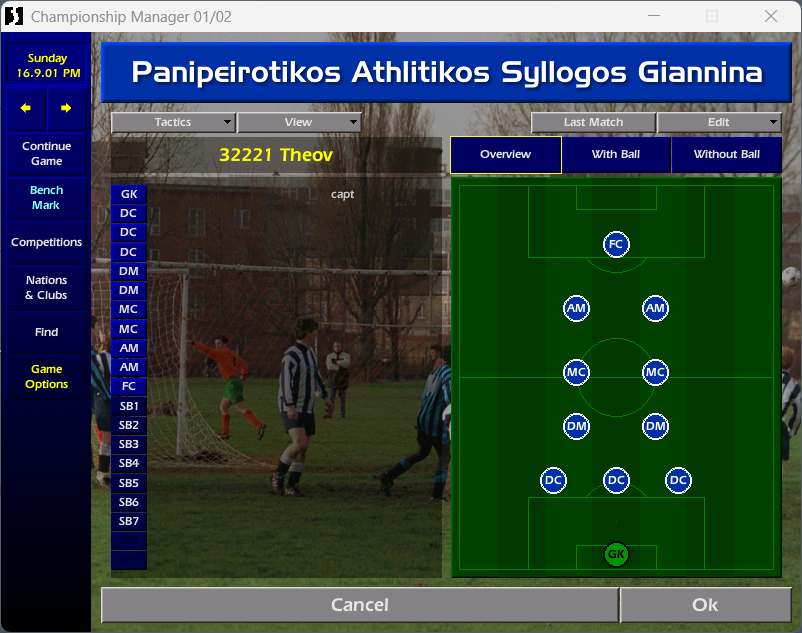 Championship Manager 01/02
Sunday
16.9.01 PM
Continue
Game
Bench
Mark
Competitions
Nations
& Clubs
Find
Game
Options
Panipeirotikos Athlitikos Syllogos Giannina
Tactics
View
Last Match
Edit
32221 Theov
Overview
With Ball
Without Ball
GK capt
DC
DC
DC
DM
DM
MC
MC
AM
AM
FC
SB1
SB2
SB3
SB4
SB5
SB6
SB7
FC
AM AM
MC MC
DM DM
DC DC DC
GK
Cancel
Ok